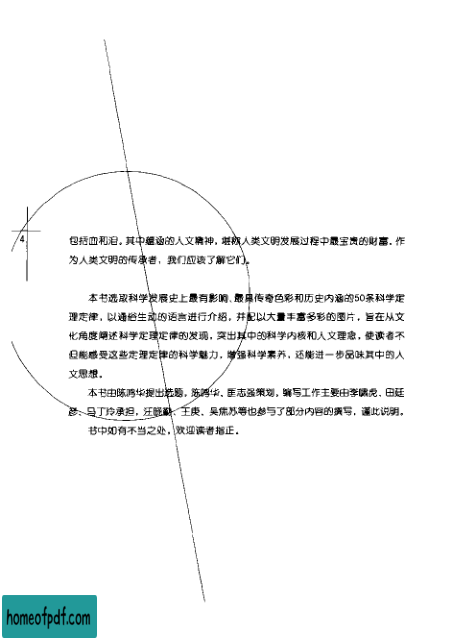 4
包括血和泪。其中蕴涵的人文精神，堪称人类文明发展过程中最宝贵的财富。作
为人类文明的传承者，我们应该了解它们。
本书选取科学发展史上最有影响、最具传奇色彩和历史内涵的50条科学定
理定律，以通俗生动的语言进行介绍，并配以大量丰富多彩的图片，旨在从文
化角度阐述科学定理定律的发现，突出其中的科学内核和人文理念，使读者不
但能感受这些定理定律的科学魅力，增强科学素养，还能进一步品味其中的人
文思想。
本书由陈鸿华提出选题，陈鸿华、匡志强策划，编写工作主要由李啸虎、田廷
彦、马丁玲承担，汪晓勤、王庚、吴焦苏等也参与了部分内容的撰写，谨此说明。
书中如有不当之处，欢迎读者指正。
homeofpdf.com